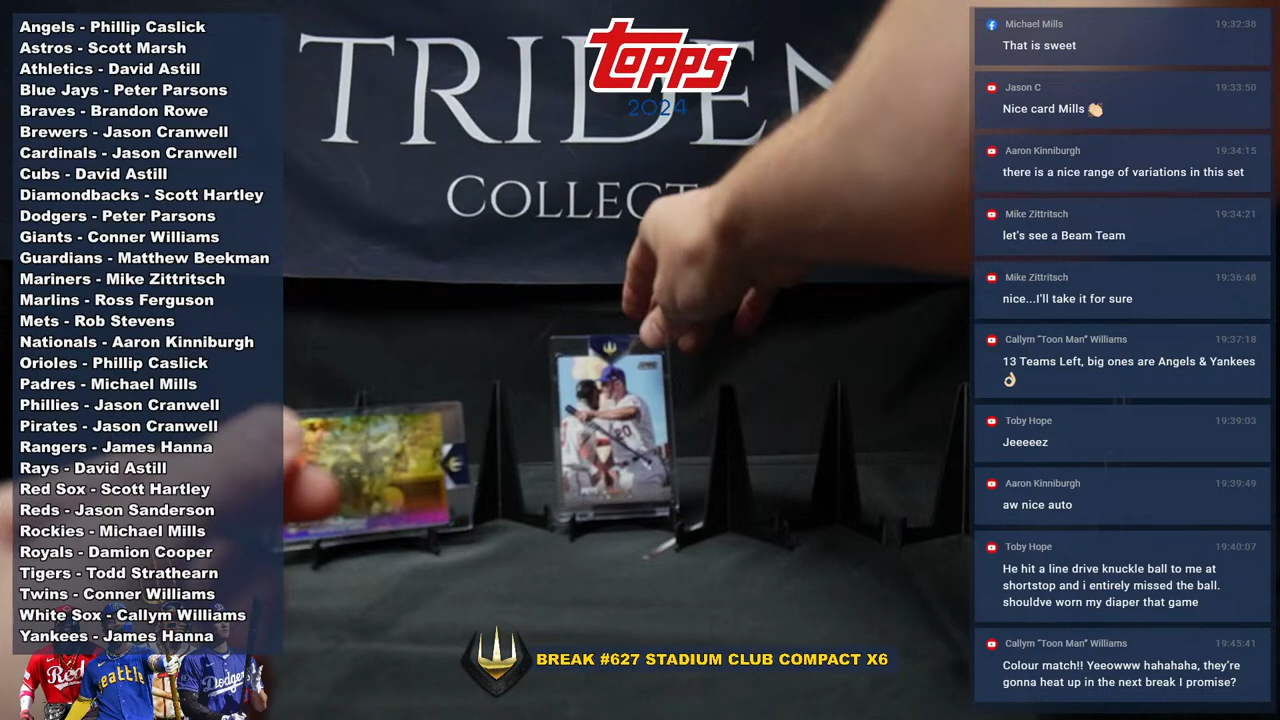 Angels - Phillip Caslick
Astros - Scott Marsh
Athletics - David Astill
Blue Jays - Peter Parsons
Braves - Brandon Rowe
Brewers - Jason Cranwell
Cardinals - Jason Cranwell
Cubs - David Astill
Diamondbacks - Scott Hartley
Dodgers - Peter Parsons
Giants - Conner Williams
Guardians - Matthew Beekman
Mariners - Mike Zittritsch
Marlins - Ross Ferguson
Mets - Rob Stevens
Nationals - Aaron Kinniburgh
Orioles - Phillip Caslick
Padres - Michael Mills
Phillies - Jason Cranwell
Pirates - Jason Cranwell
Rangers - James Hanna
Rays - David Astill
Red Sox - Scott Hartley
Reds - Jason Sanderson
Rockies - Michael Mills
Royals - Damion Cooper
Tigers - Todd Strathearn
Twins - Conner Williams
White Sox - Callym Williams
Yankees - James Hanna
Reds
Seattle
Dodgers
TRIDEN
COLLECT
TOPPS
2024
20
BREAK #627 STADIUM CLUB COMPACT X6
Michael Mills 19:32:38
That is sweet
Jason C 19:33:50
Nice card Mills 👏🏻
Aaron Kinniburgh 19:34:15
there is a nice range of variations in this set
Mike Zittritsch 19:34:21
let's see a Beam Team
Mike Zittritsch 19:36:48
nice...I'll take it for sure
Callym “Toon Man” Williams 19:37:18
13 Teams Left, big ones are Angels & Yankees
👌🏻
Toby Hope 19:39:03
Jeeeeez
Aaron Kinniburgh 19:39:49
aw nice auto
Toby Hope 19:40:07
He hit a line drive knuckle ball to me at
shortstop and i entirely missed the ball.
shouldve worn my diaper that game
Callym “Toon Man” Williams 19:45:41
Colour match!! Yeeowww hahahaha, they're
gonna heat up in the next break I promise?